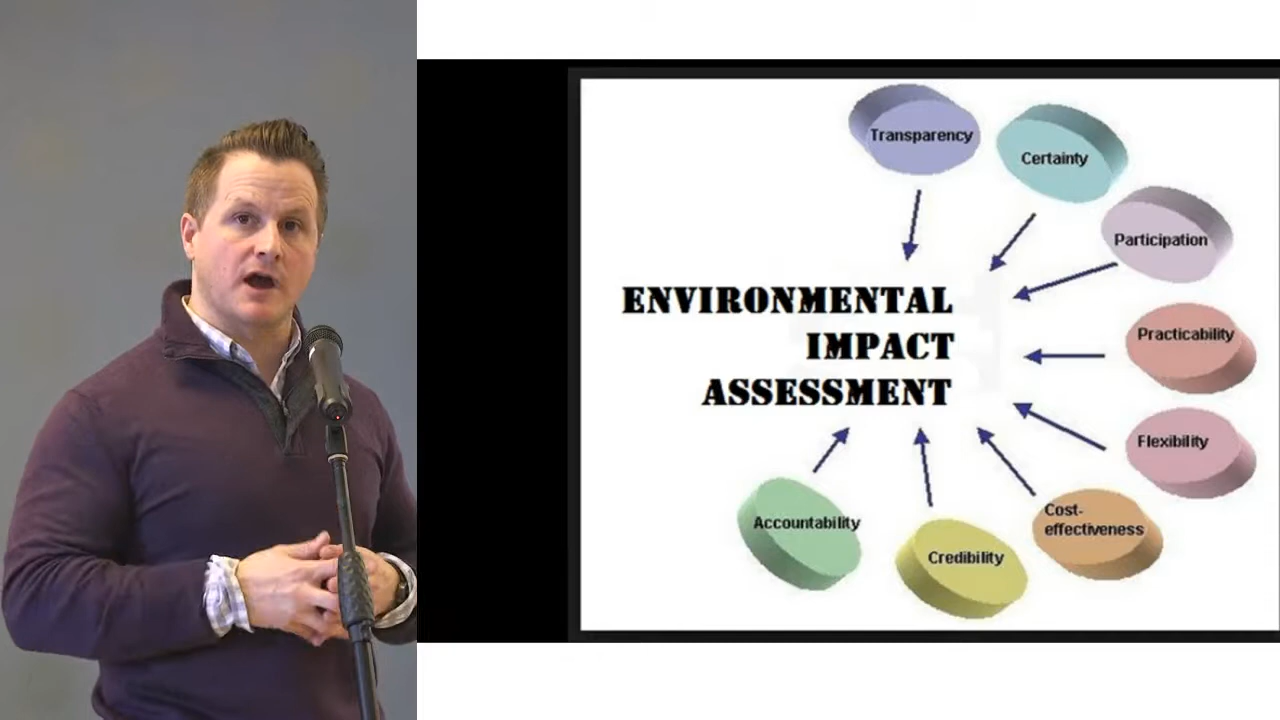 Transparency
Certainty
Participation
ENVIRONMENTAL
IMPACT
ASSESSMENT
Practicability
Flexibility
Cost-
effectiveness
Credibility
Accountability